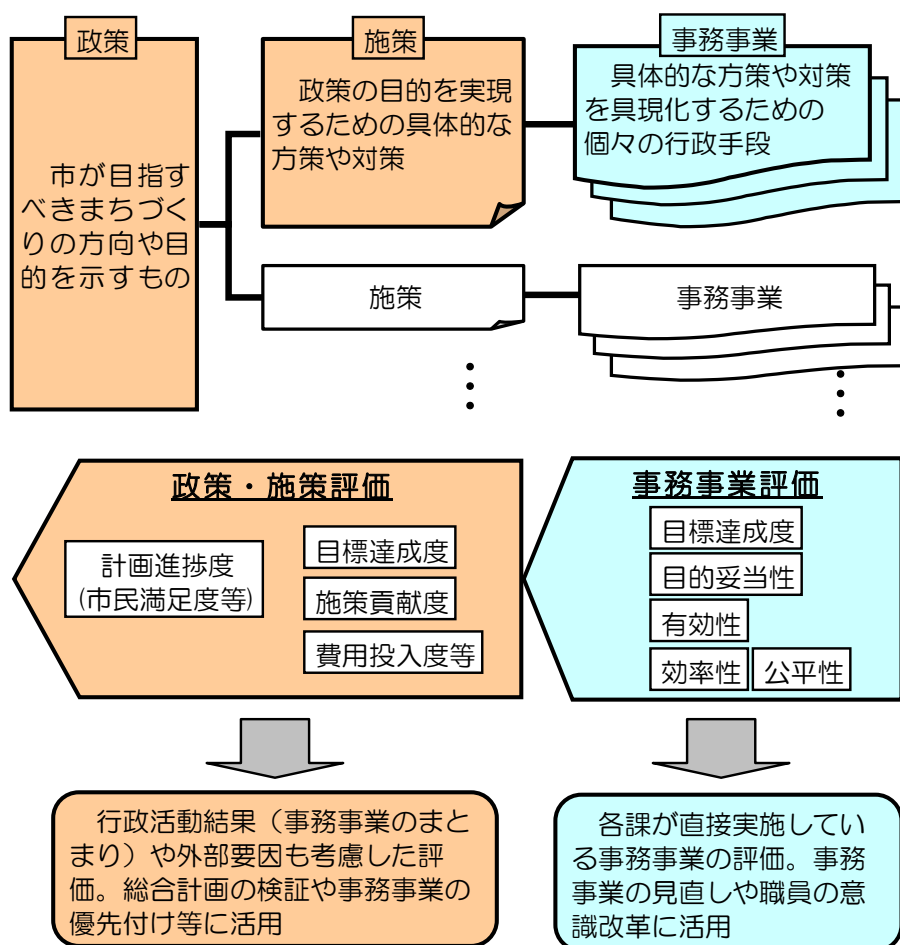 政策
市が目指す
べきまちづく
りの方向や目
的を示すもの
施策
政策の目的を実現
するための具体的な
方策や対策
事務事業
具体的な方策や対策
を具現化するための
個々の行政手段
施策
事務事業
政策・施策評価
計画進捗度
(市民満足度等)
目標達成度
施策貢献度
費用投入度等
事務事業評価
目標達成度
目的妥当性
有効性
効率性
公平性
行政活動結果（事務事業のまと
まり）や外部要因も考慮した評
価。総合計画の検証や事務事業の
優先付け等に活用
各課が直接実施してい
る事務事業の評価。事務
事業の見直しや職員の意
識改革に活用